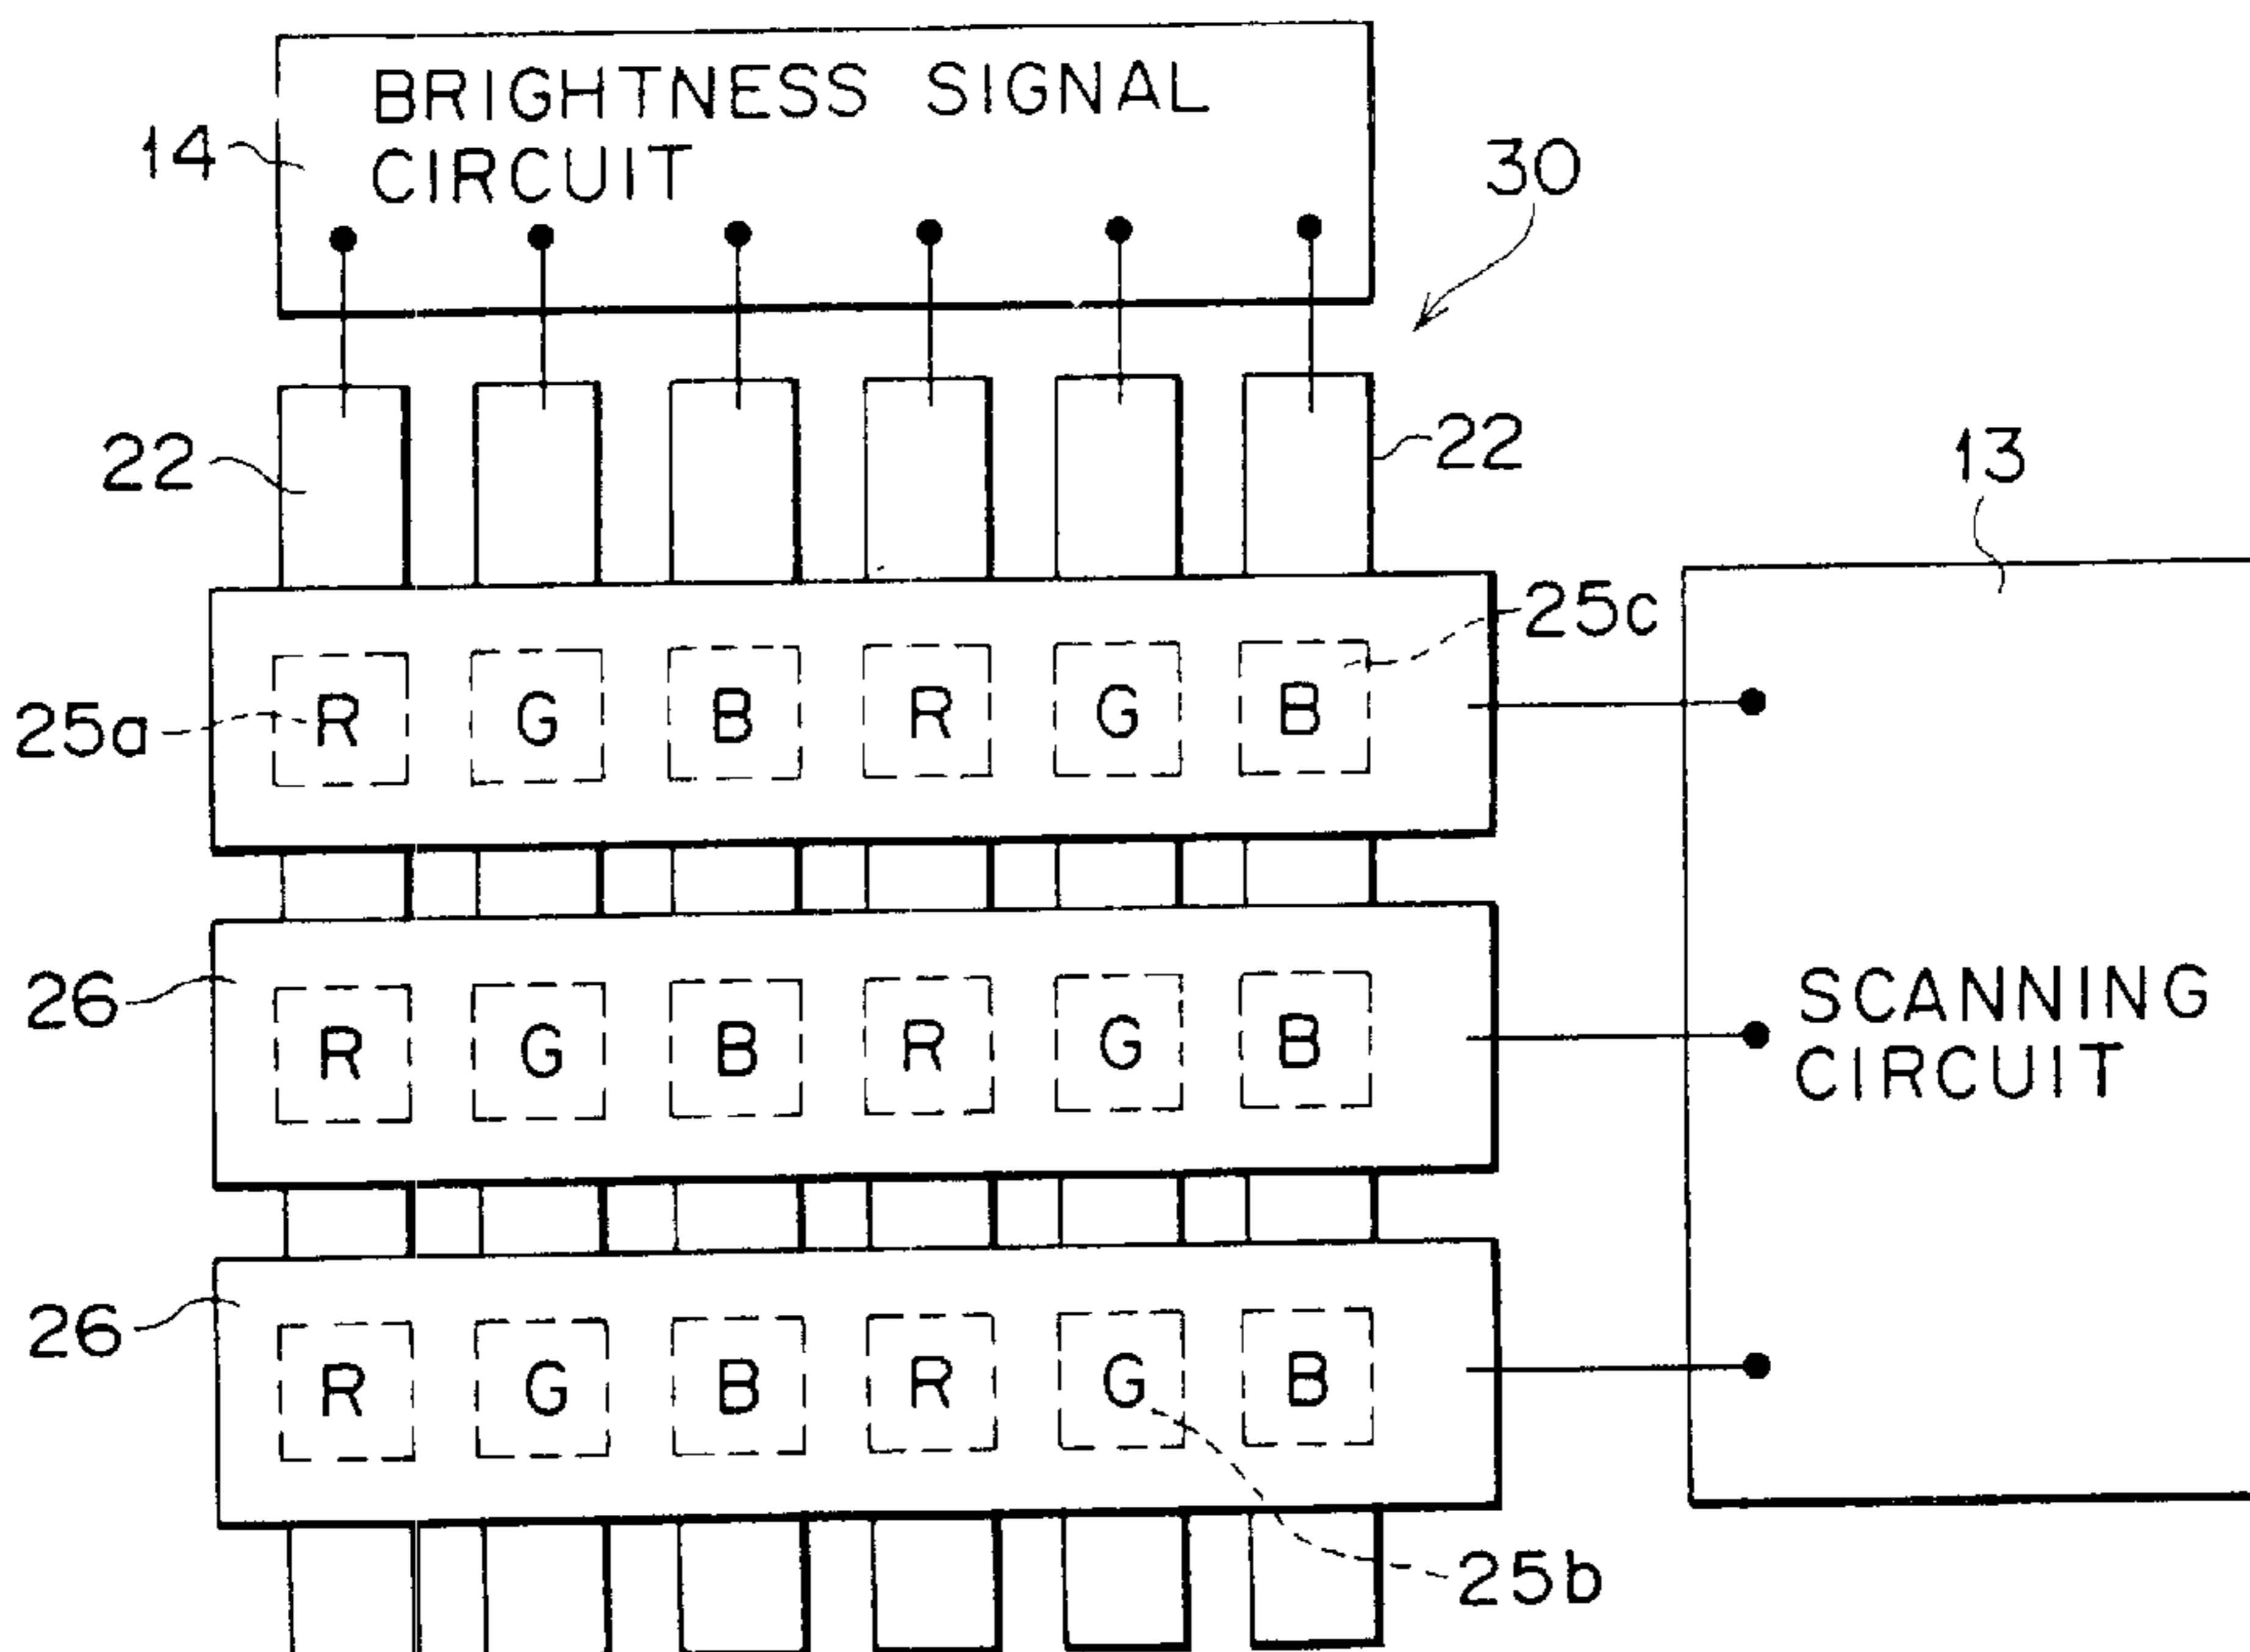 BRIGHTNESS SIGNAL
CIRCUIT
14
30
22
22
13
25c
25a
R G B R G B
26
R G B R G B
SCANNING
CIRCUIT
26
R G B R G B
25b